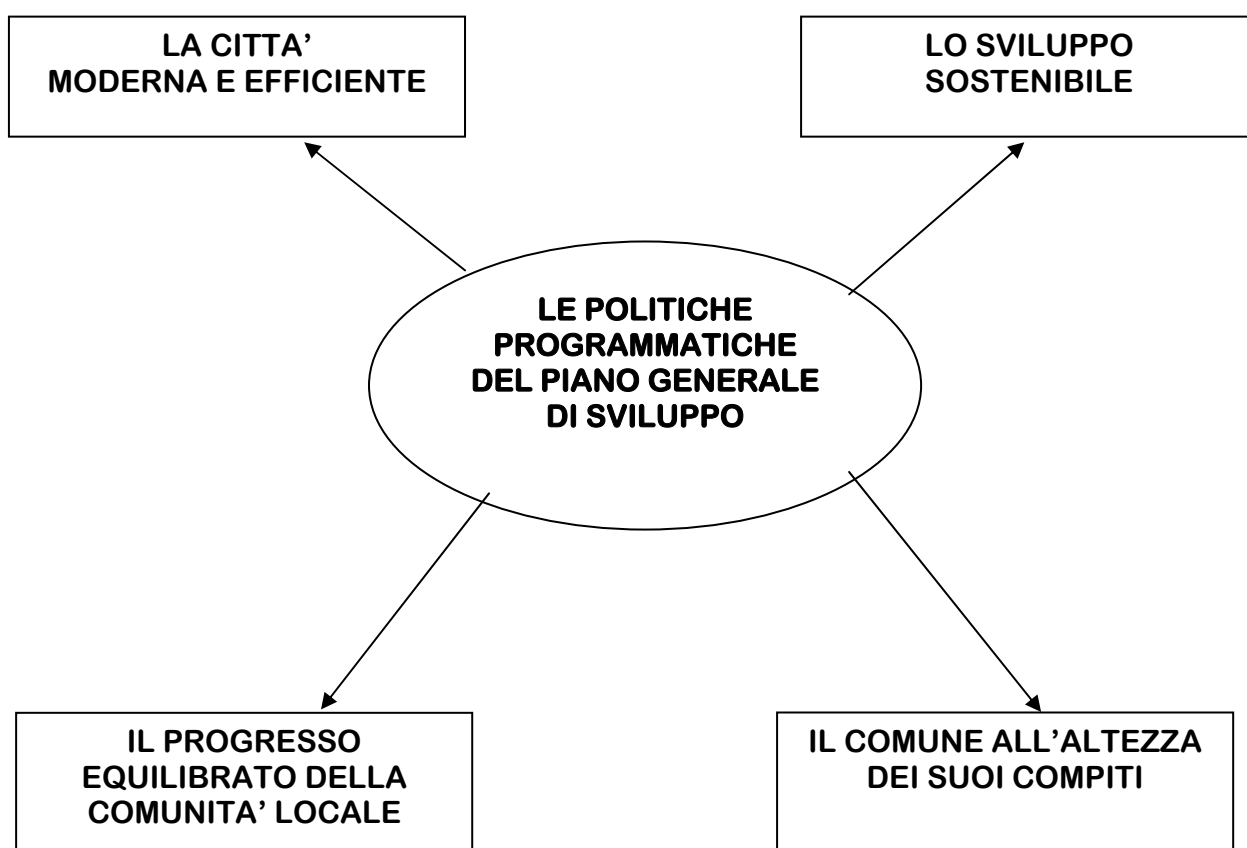 LA CITTA’
MODERNA E EFFICIENTE
LO SVILUPPO
SOSTENIBILE
LE POLITICHE
PROGRAMMATICHE
DEL PIANO GENERALE
DI SVILUPPO
IL PROGRESSO
EQUILIBRATO DELLA
COMUNITA’ LOCALE
IL COMUNE ALL’ALTEZZA
DEI SUOI COMPITI